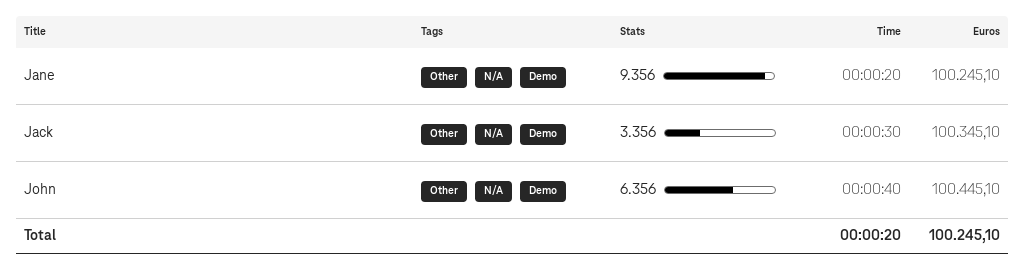 Title Tags Stats Time Euros
Jane Other N/A Demo 9.356 00:00:20 100.245,10
Jack Other N/A Demo 3.356 00:00:30 100.345,10
John Other N/A Demo 6.356 00:00:40 100.445,10
Total 00:00:20 100.245,10